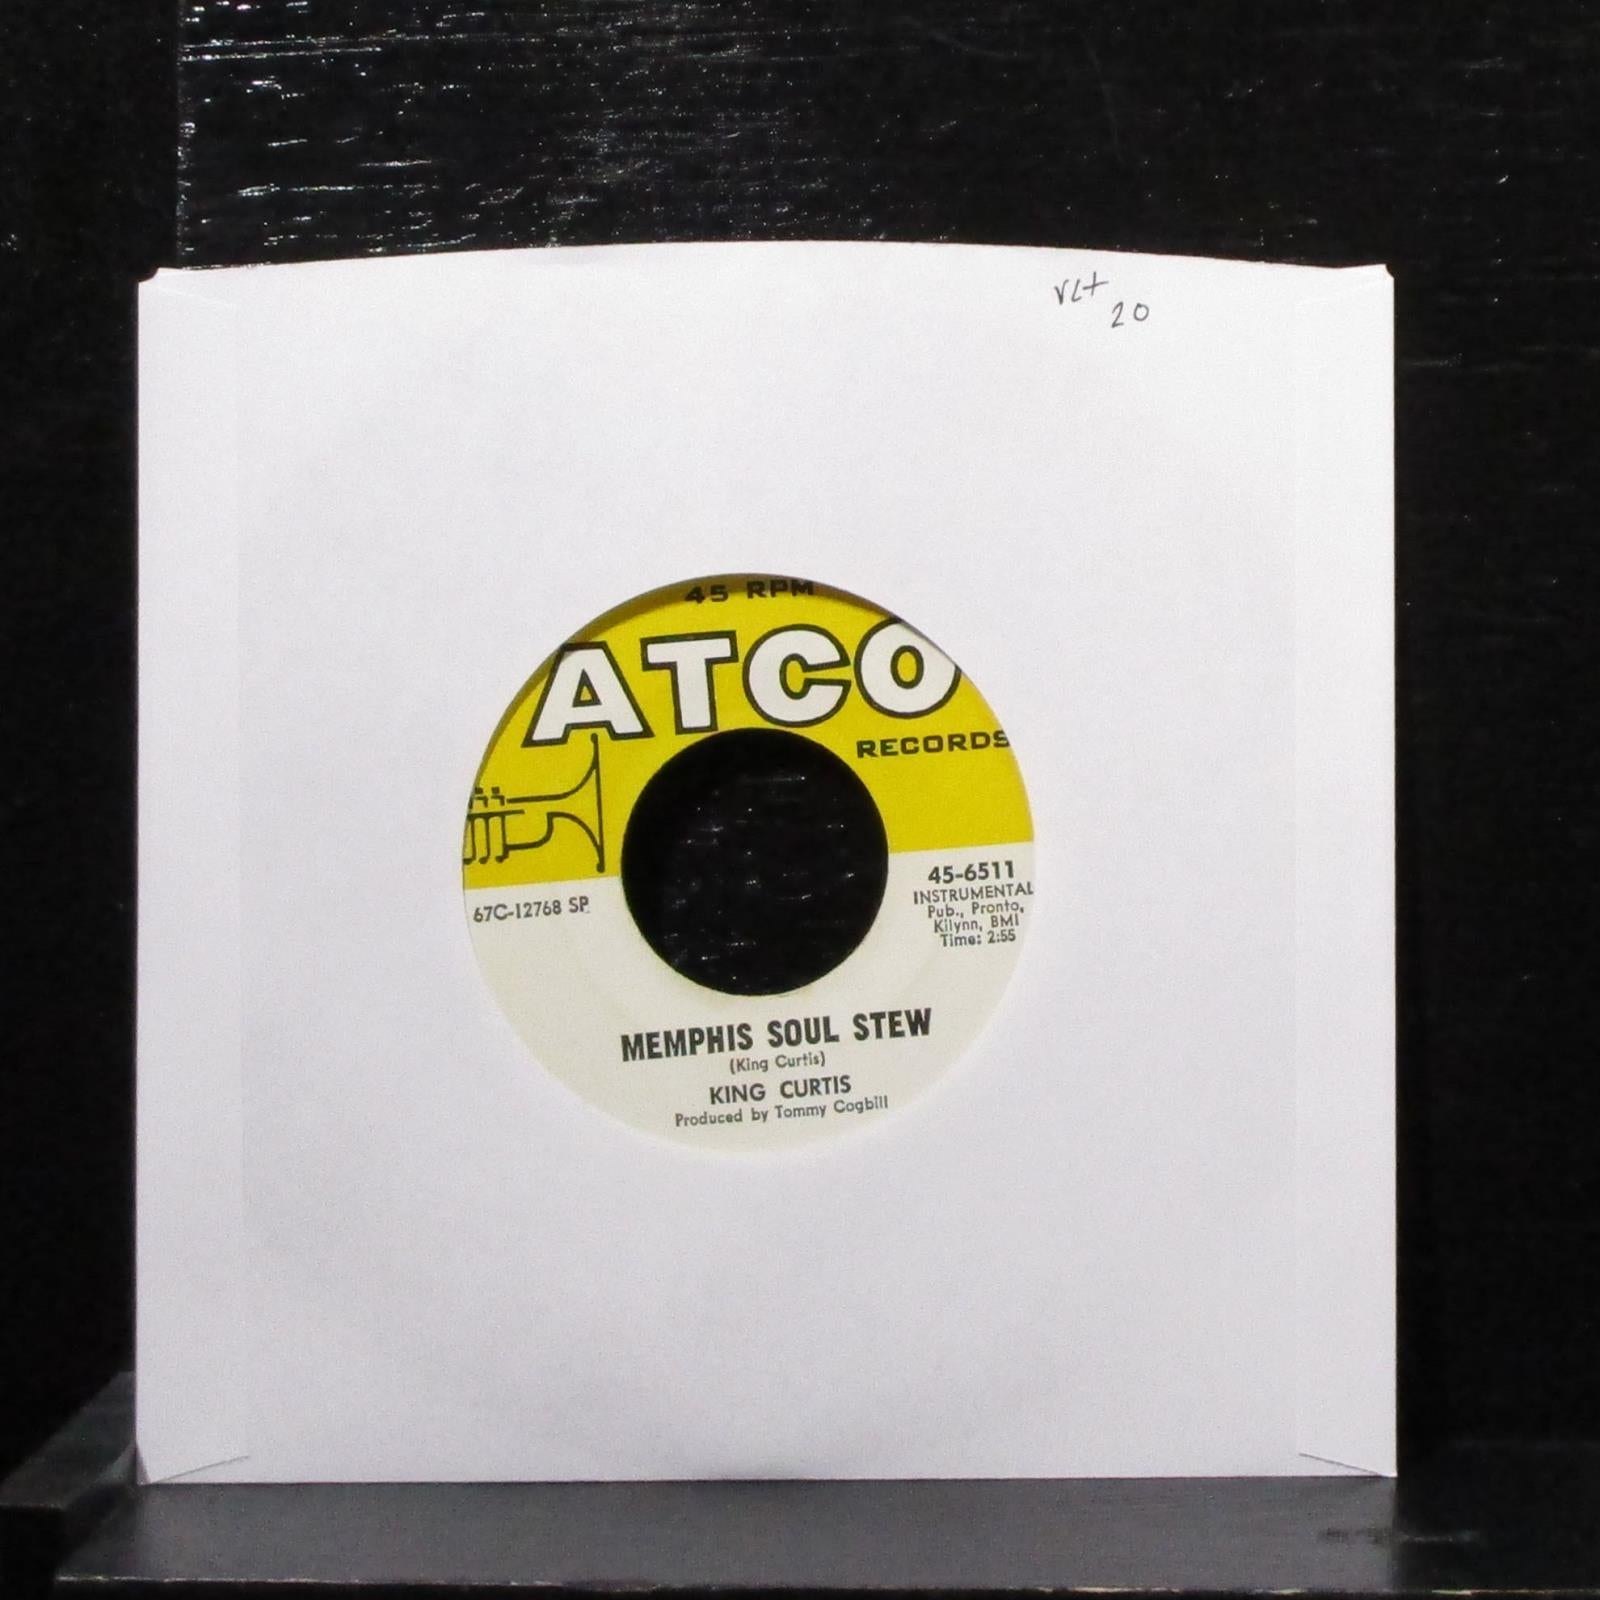 VG+
20
45 RPM
ATCO
RECORDS
45-6511
INSTRUMENTAL
Pub., Pronto,
Kilynn, BMI
Time: 2:55
67C-12768 SP
MEMPHIS SOUL STEW
(King Curtis)
KING CURTIS
Produced by Tommy Cogbill